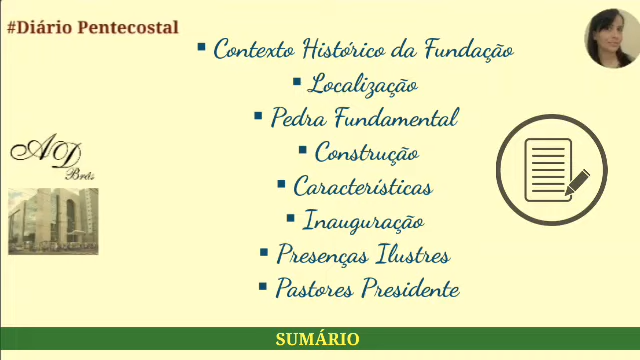 #Diário Pentecostal
Contexto Histórico da Fundação
Localização
Pedra Fundamental
Construção
Características
Inauguração
Presenças Ilustres
Pastores Presidente
AD
Brás
SUMÁRIO